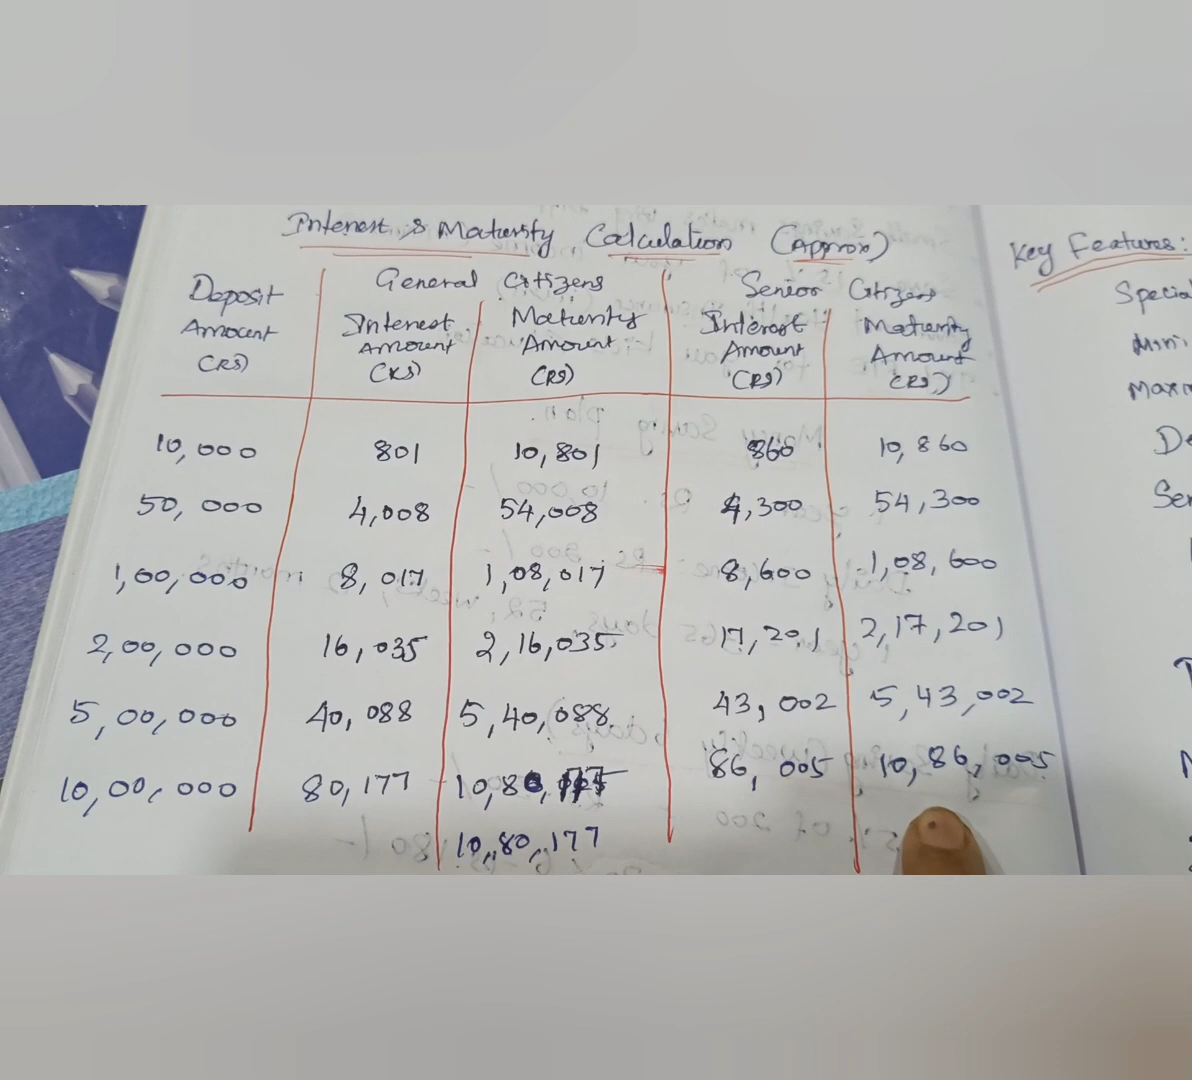 Interest & Maturity Calculation (Approx)
General Citizens Senior Citizens
Deposit Amount (RS) Interest Amount (RS) Maturity Amount (RS) Interest Amount (RS) Maturity Amount (RS)
10,000 801 10,801 860 10,860
50,000 4,008 54,008 4,300 54,300
1,00,000 8,017 1,08,017 8,600 1,08,600
2,00,000 16,035 2,16,035 17,201 2,17,201
5,00,000 40,088 5,40,088 43,002 5,43,002
10,00,000 80,177 86,005 10,86,005
10,80,177
Key Features: